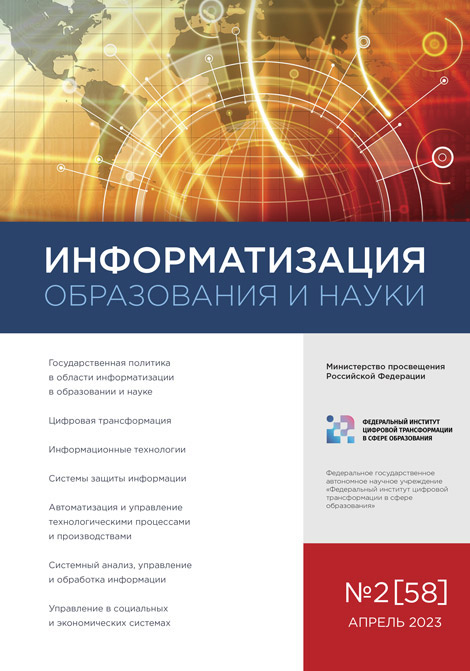 ИНФОРМАТИЗАЦИЯ
ОБРАЗОВАНИЯ И НАУКИ
Государственная политика
в области информатизации
в образовании и науке
Цифровая трансформация
Информационные технологии
Системы защиты информации
Автоматизация и управление
технологическими процессами
и производствами
Системный анализ, управление
и обработка информации
Управление в социальных
и экономических системах
Министерство просвещения
Российской Федерации
ФЕДЕРАЛЬНЫЙ ИНСТИТУТ
ЦИФРОВОЙ ТРАНСФОРМАЦИИ
В СФЕРЕ ОБРАЗОВАНИЯ
Федеральное государственное
автономное научное учреждение
«Федеральный институт цифровой
трансформации в сфере
образования»
№2[58]
АПРЕЛЬ 2023